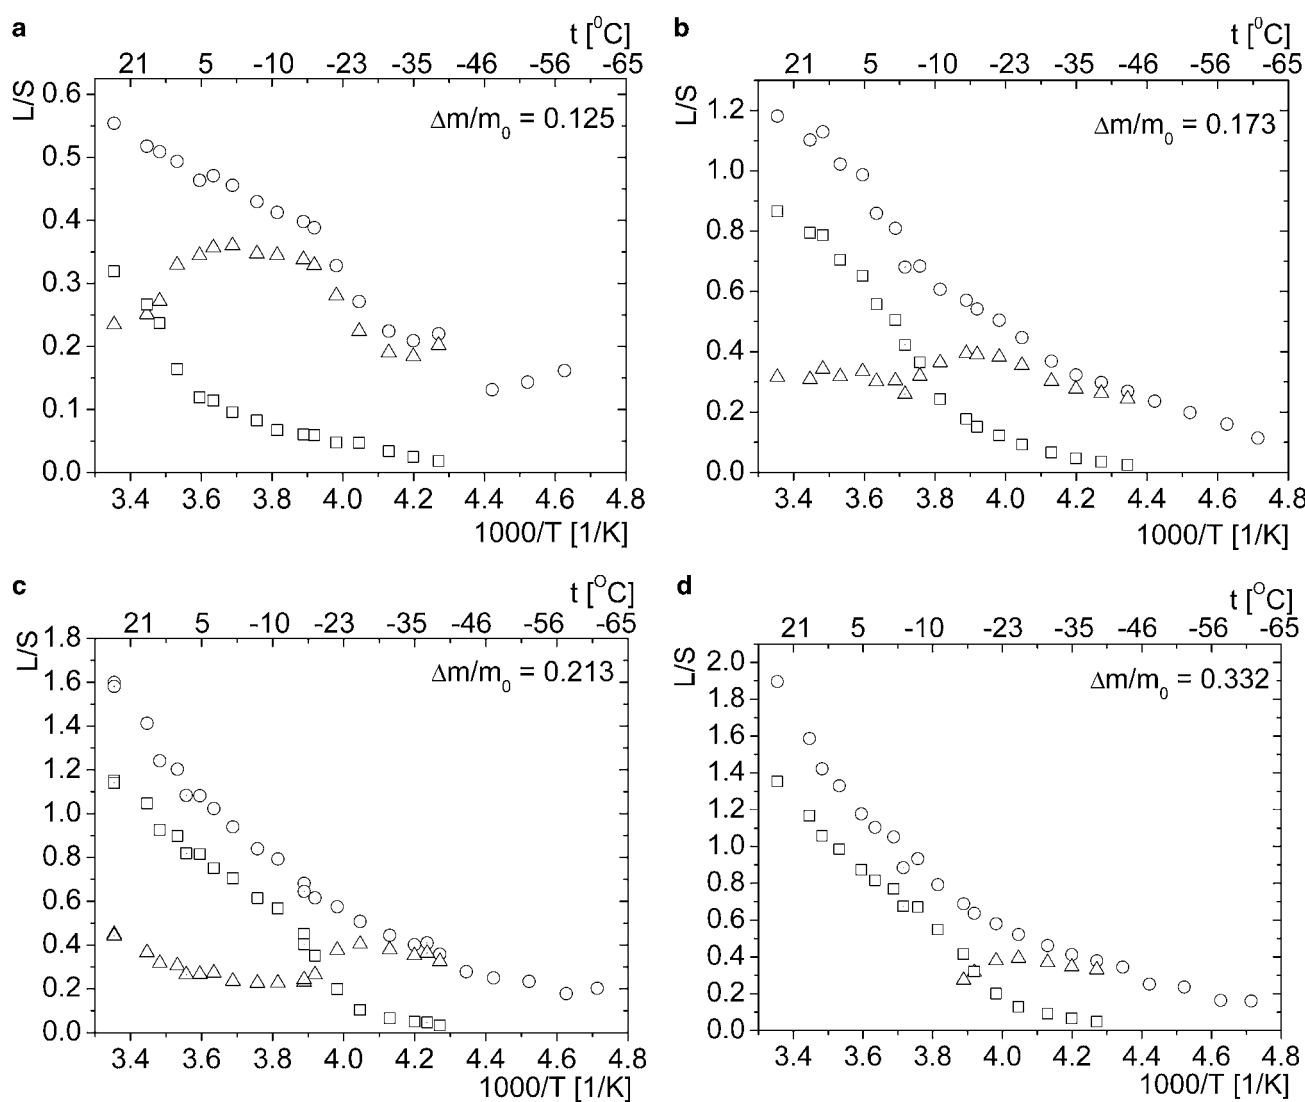 a
t [⁰C]
21 5 -10 -23 -35 -46 -56 -65
L/S
Δm/m₀ = 0.125
0.6
0.5
0.4
0.3
0.2
0.1
0.0
3.4 3.6 3.8 4.0 4.2 4.4 4.6 4.8
1000/T [1/K]
b
t [⁰C]
21 5 -10 -23 -35 -46 -56 -65
L/S
Δm/m₀ = 0.173
1.2
1.0
0.8
0.6
0.4
0.2
0.0
3.4 3.6 3.8 4.0 4.2 4.4 4.6 4.8
1000/T [1/K]
c
t [ᴼC]
21 5 -10 -23 -35 -46 -56 -65
L/S
Δm/m₀ = 0.213
1.8
1.6
1.4
1.2
1.0
0.8
0.6
0.4
0.2
0.0
3.4 3.6 3.8 4.0 4.2 4.4 4.6 4.8
1000/T [1/K]
d
t [ᴼC]
21 5 -10 -23 -35 -46 -56 -65
L/S
Δm/m₀ = 0.332
2.0
1.8
1.6
1.4
1.2
1.0
0.8
0.6
0.4
0.2
0.0
3.4 3.6 3.8 4.0 4.2 4.4 4.6 4.8
1000/T [1/K]